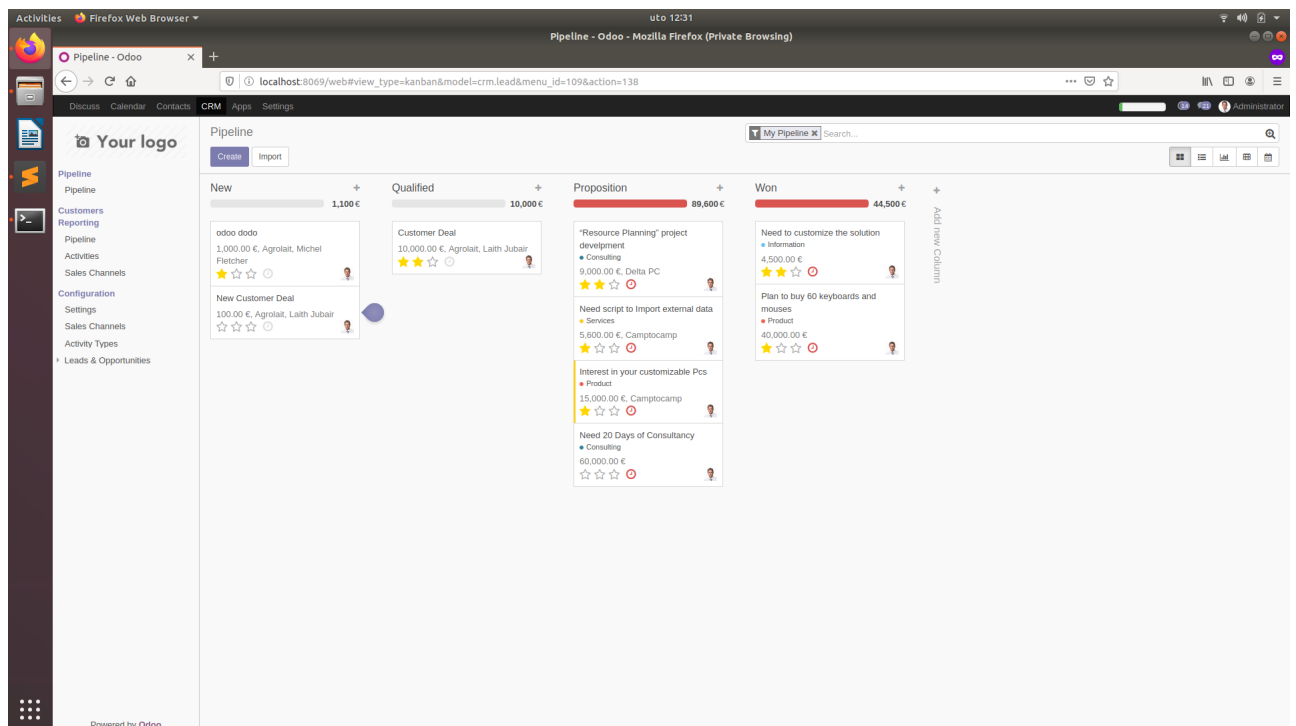 Activities Firefox Web Browser
uto 12:31
Pipeline - Odoo - Mozilla Firefox (Private Browsing)
Pipeline - Odoo
localhost:8069/web#view_type=kanban&model=crm.lead&menu_id=109&action=138
Discuss Calendar Contacts CRM Apps Settings
14 21 Administrator
Your logo
Pipeline
Pipeline
Customers
Reporting
Pipeline
Activities
Sales Channels
Configuration
Settings
Sales Channels
Activity Types
Leads & Opportunities
Powered by Odoo
Pipeline
My Pipeline Search...
Create Import
New
1,100 €
odoo dodo
1,000.00 €, Agrolait, Michel
Fletcher
New Customer Deal
100.00 €, Agrolait, Laith Jubair
Qualified
10,000 €
Customer Deal
10,000.00 €, Agrolait, Laith Jubair
Proposition
89,600 €
"Resource Planning" project
develpment
Consulting
9,000.00 €, Delta PC
Need script to Import external data
Services
5,600.00 €, Camptocamp
Interest in your customizable Pcs
Product
15,000.00 €, Camptocamp
Need 20 Days of Consultancy
Consulting
60,000.00 €
Won
44,500 €
Need to customize the solution
Information
4,500.00 €
Plan to buy 60 keyboards and
mouses
Product
40,000.00 €
Add new Column